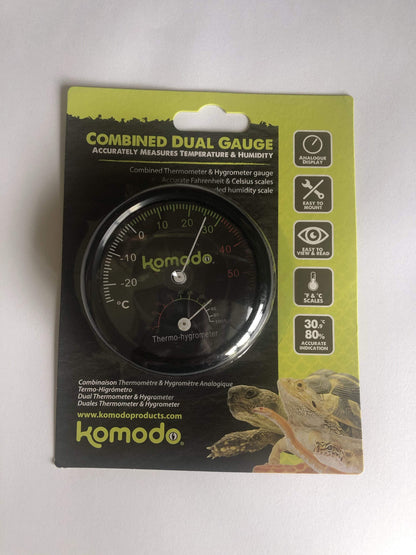 COMBINED DUAL GAUGE
ACCURATELY MEASURES TEMPERATURE & HUMIDITY
Combined Thermometer & Hygrometer gauge
Accurate Fahrenheit & Celsius scales
humidity scale
ANALOGUE
DISPLAY
EASY TO
MOUNT
EASY TO
VIEW & READ
°F & °C
SCALES
80%
ACCURATE
INDICATION
-20
-10
0
10
20
30
40
50
°C
komodo
Thermo-hygrometer
Combinaison Thermomètre & Hygromètre Analogique
Termo-Higrómetro
Dual Thermometer & Hygrometer
Duales Thermometer & Hygrometer
www.komodoproducts.com
komodo